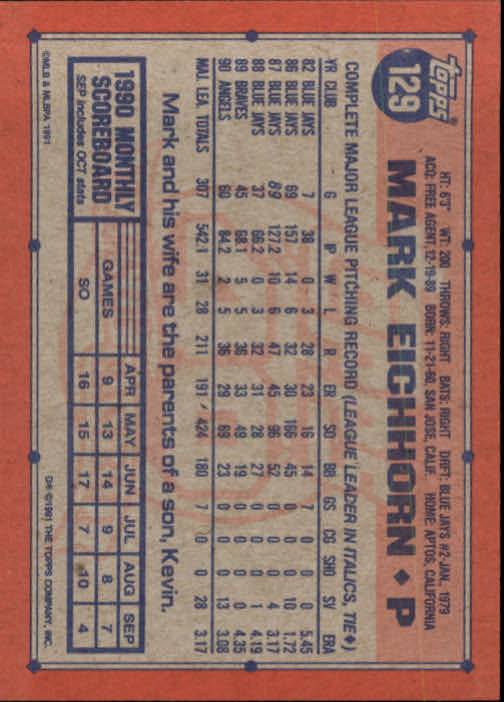 Topps®
129
MARK EICHHORN ♦ P
HT: 6'3" WT: 200 THROWS: RIGHT BATS: RIGHT DRFT: BLUE JAYS #2-JAN. 1979
ACQ: FREE AGENT, 12-19-89 BORN: 11-21-60, SAN JOSE, CALIF. HOME: APTOS, CALIFORNIA
COMPLETE MAJOR LEAGUE PITCHING RECORD (LEAGUE LEADER IN ITALICS, TIE♦)
YR CLUB G IP W L R ER SO BB GS CG SHO SV ERA
82 BLUE JAYS 7 38 0 3 28 23 16 14 7 0 0 0 5.45
86 BLUE JAYS 69 157 14 6 32 30 166 45 0 0 0 10 1.72
87 BLUE JAYS 89 127.2 10 6 47 45 96 52 0 0 0 4 3.17
88 BLUE JAYS 37 66.2 0 3 32 31 28 27 0 0 0 1 4.19
89 BRAVES 45 68.1 5 5 36 33 49 19 0 0 0 0 4.35
90 ANGELS 60 84.2 2 5 36 29 69 23 0 0 0 13 3.08
MAJ. LEA. TOTALS 307 542.1 31 28 211 191 424 180 7 0 0 28 3.17
Mark and his wife are the parents of a son, Kevin.
1990 MONTHLY
SCOREBOARD
SEP includes OCT stats
APR MAY JUN JUL AUG SEP
GAMES 9 13 14 9 8 7
SO 16 15 17 7 10 4
©MLB & MLBPA 1991
D* ©1991 THE TOPPS COMPANY, INC.